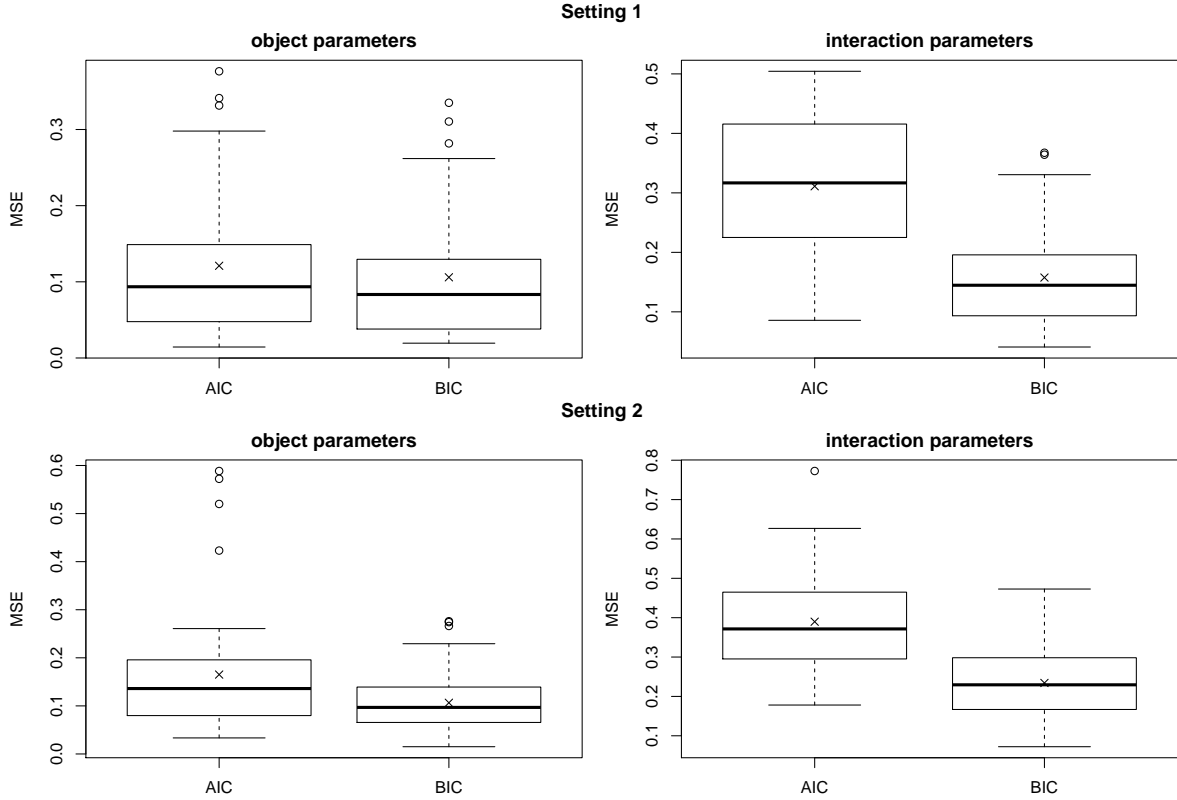 Setting 1
object parameters
interaction parameters
MSE
0.0 0.1 0.2 0.3
AIC BIC
MSE
0.1 0.2 0.3 0.4 0.5
AIC BIC
Setting 2
object parameters
interaction parameters
MSE
0.0 0.1 0.2 0.3 0.4 0.5 0.6
AIC BIC
MSE
0.1 0.2 0.3 0.4 0.5 0.6 0.7 0.8
AIC BIC